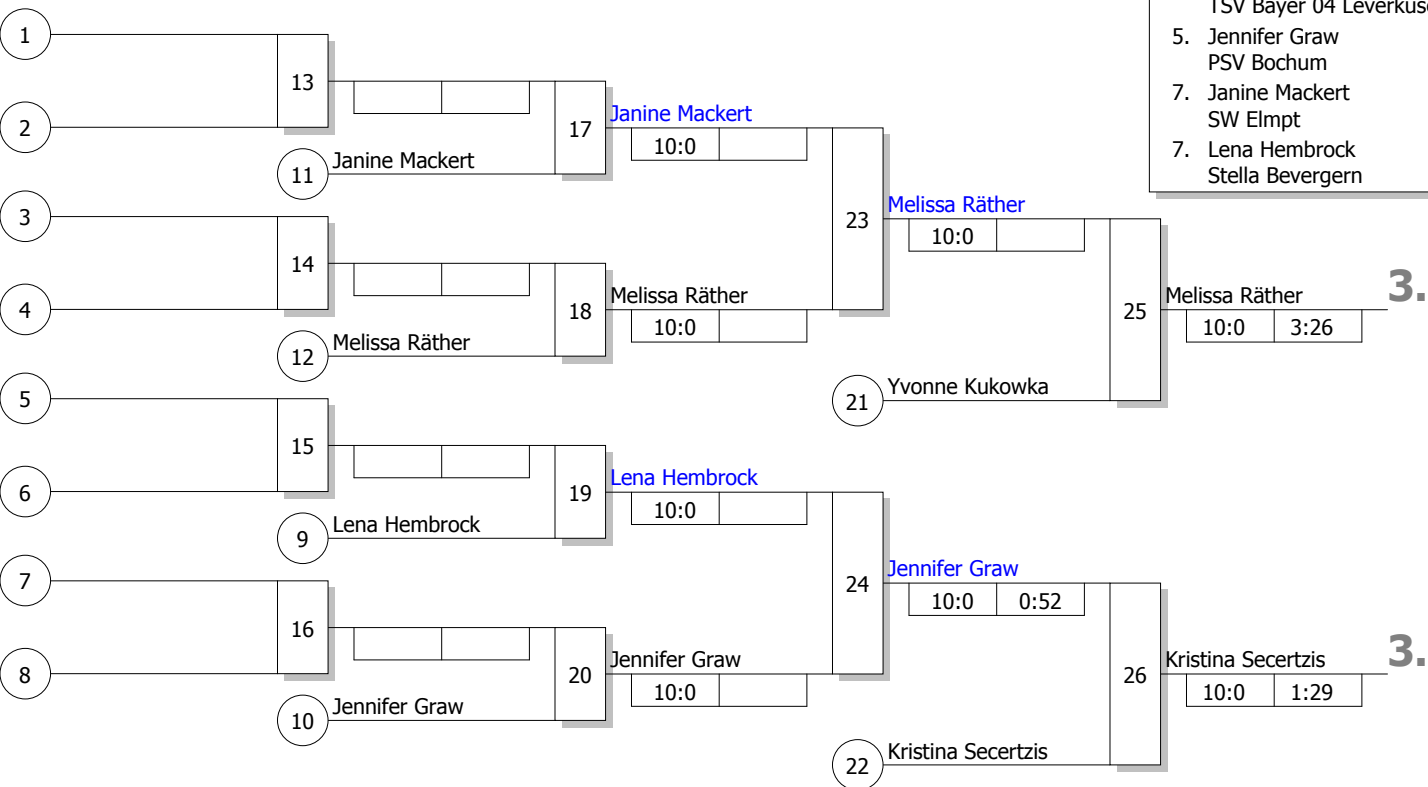 TSV Bayer 04
5. Jennifer Graw
PSV Bochum
7. Janine Mackert
SW Elmpt
7. Lena Hembrock
Stella Bevergern
1
13
2
17
Janine Mackert
10:0
11
Janine Mackert
3
23
Melissa Räther
10:0
14
4
18
Melissa Räther
10:0
12
Melissa Räther
25
Melissa Räther
3.
10:0 3:26
5
21
Yvonne Kukowka
15
6
19
Lena Hembrock
10:0
9
Lena Hembrock
7
24
Jennifer Graw
10:0 0:52
16
8
20
Jennifer Graw
10:0
10
Jennifer Graw
26
Kristina Secertzis
3.
10:0 1:29
22
Kristina Secertzis